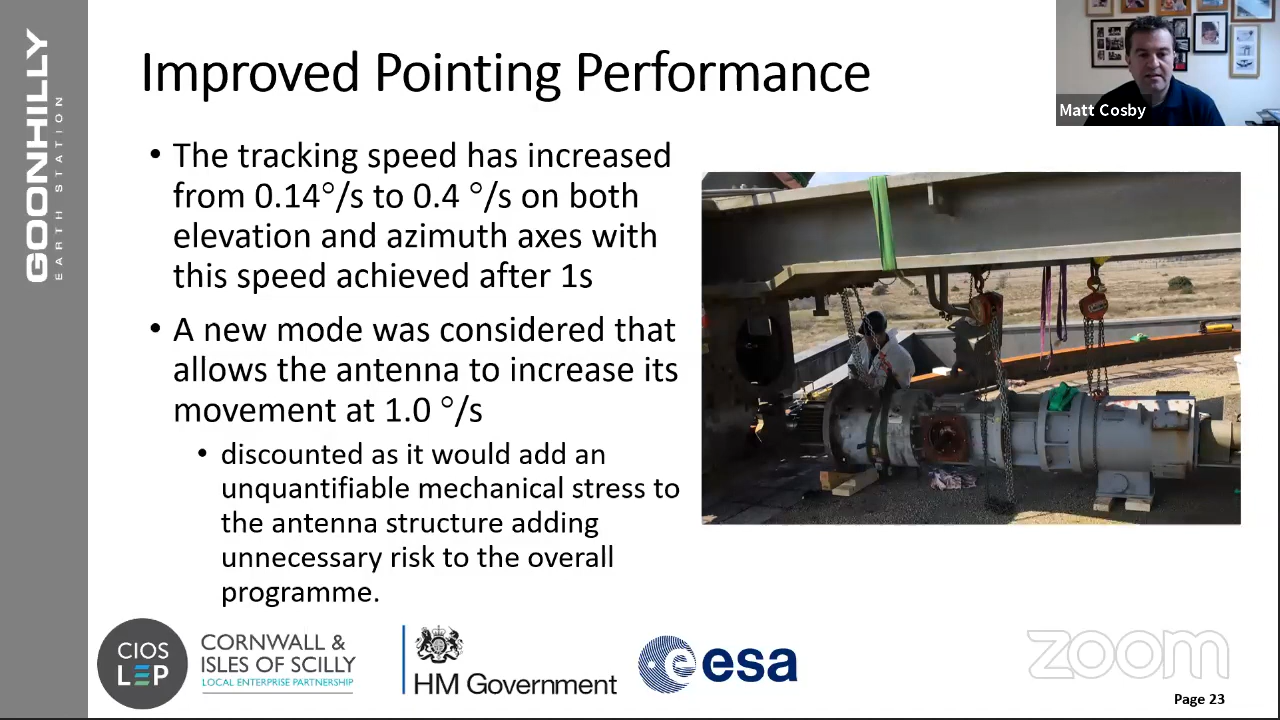 GOONHILLY
EARTH STATION
Improved Pointing Performance
Matt Cosby
• The tracking speed has increased
from 0.14°/s to 0.4 °/s on both
elevation and azimuth axes with
this speed achieved after 1s
• A new mode was considered that
allows the antenna to increase its
movement at 1.0 °/s
• discounted as it would add an
unquantifiable mechanical stress to
the antenna structure adding
unnecessary risk to the overall
programme.
CIOS
LEP
CORNWALL &
ISLES OF SCILLY
LOCAL ENTERPRISE PARTNERSHIP
HM Government
esa
zoom
Page 23